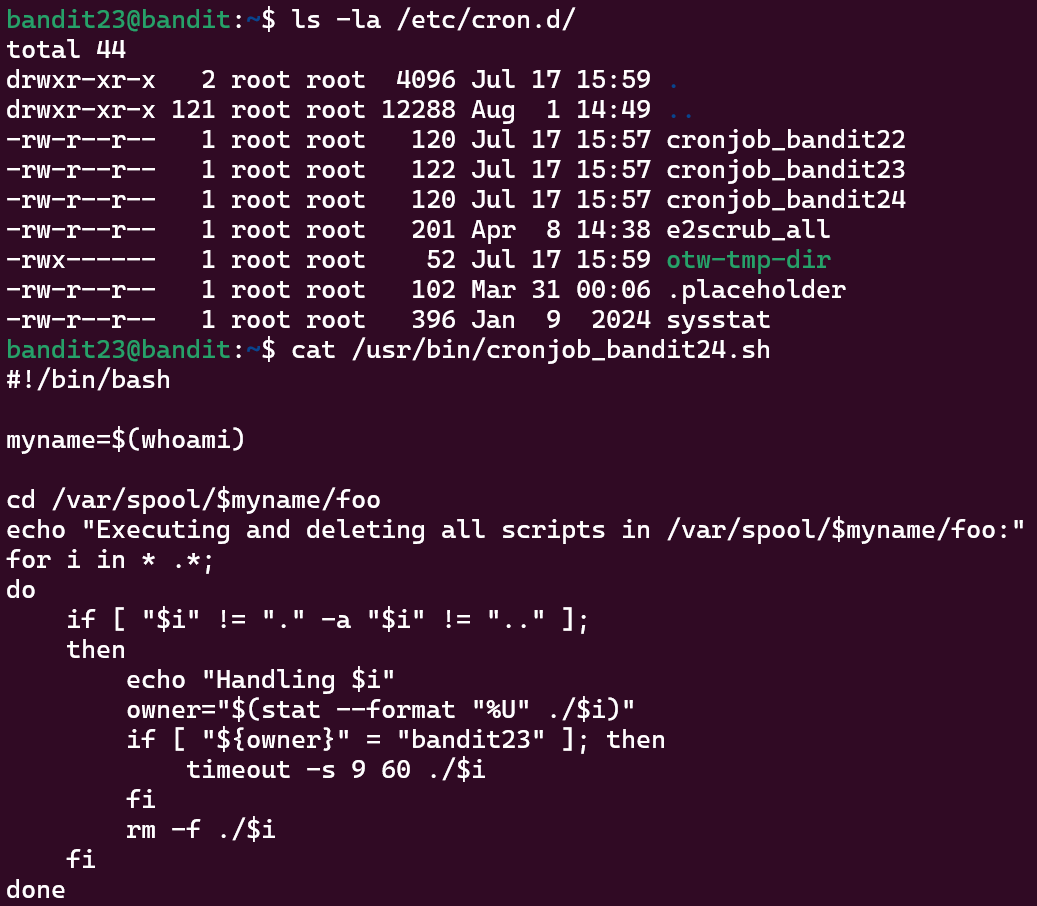 bandit23@bandit:~$ ls -la /etc/cron.d/
total 44
drwxr-xr-x   2 root root  4096 Jul 17 15:59 .
drwxr-xr-x 121 root root 12288 Aug  1 14:49 ..
-rw-r--r--   1 root root   120 Jul 17 15:57 cronjob_bandit22
-rw-r--r--   1 root root   122 Jul 17 15:57 cronjob_bandit23
-rw-r--r--   1 root root   120 Jul 17 15:57 cronjob_bandit24
-rw-r--r--   1 root root   201 Apr  8 14:38 e2scrub_all
-rwx------   1 root root    52 Jul 17 15:59 otw-tmp-dir
-rw-r--r--   1 root root   102 Mar 31 00:06 .placeholder
-rw-r--r--   1 root root   396 Jan  9  2024 sysstat
bandit23@bandit:~$ cat /usr/bin/cronjob_bandit24.sh
#!/bin/bash

myname=$(whoami)

cd /var/spool/$myname/foo
echo "Executing and deleting all scripts in /var/spool/$myname/foo:"
for i in * .*;
do
    if [ "$i" != "." -a "$i" != ".." ];
    then
        echo "Handling $i"
        owner="$(stat --format "%U" ./$i)"
        if [ "${owner}" = "bandit23" ]; then
            timeout -s 9 60 ./$i
        fi
        rm -f ./$i
    fi
done